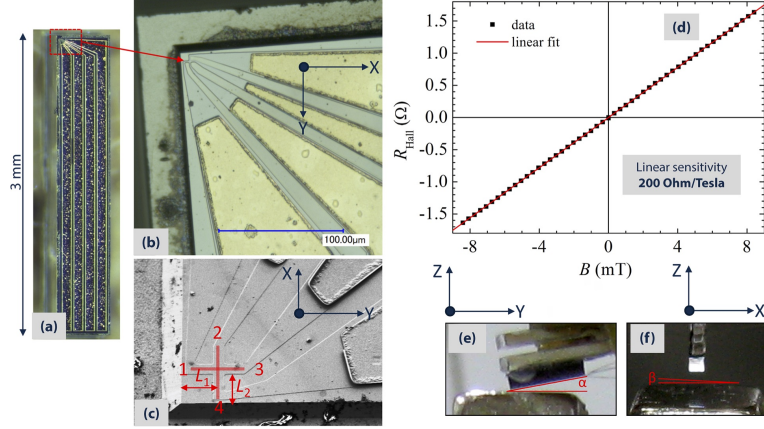 3 mm
(a)
X
Y
100.00µm
(b)
X
Y
2
1
3
L1
L2
4
(c)
data
linear fit
(d)
1.5
1.0
0.5
0.0
-0.5
-1.0
-1.5
RHall (Ω)
Linear sensitivity
200 Ohm/Tesla
-8
-4
0
4
8
B (mT)
Z
Y
(e)
α
Z
X
(f)
β